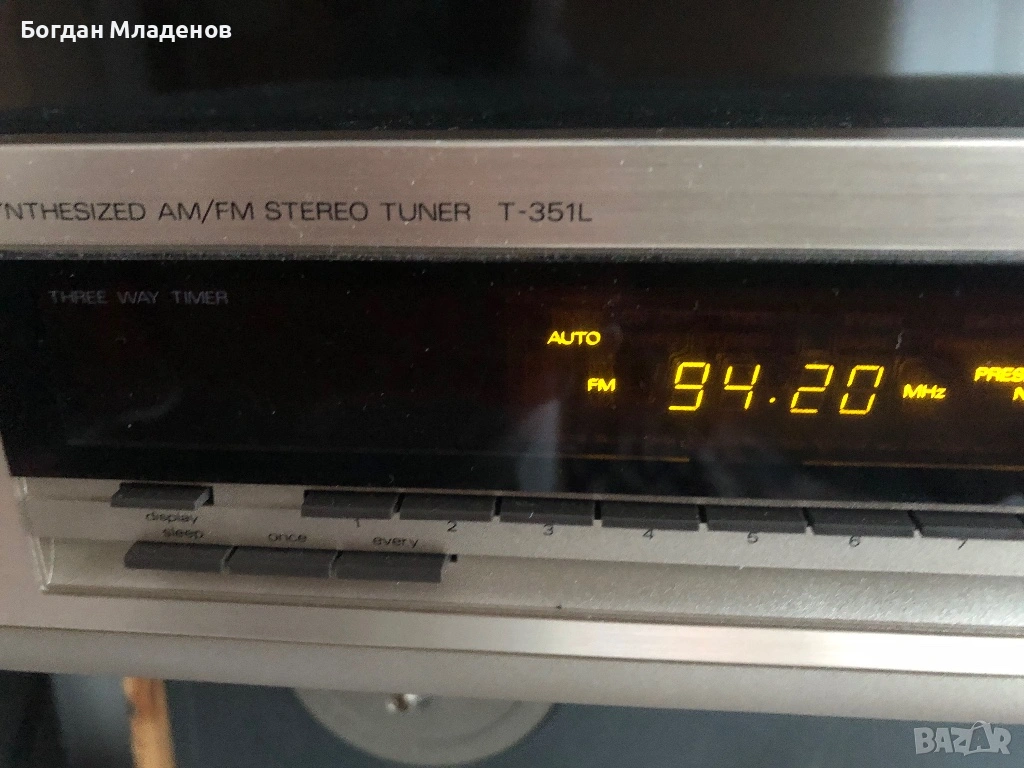 Богдан Младенов
YNTHESIZED AM/FM STEREO TUNER T-351L
THREE WAY TIMER
AUTO
FM 94.20 MHz
display
1 2 3 4 5 6 7
sleep once every
BAZAR